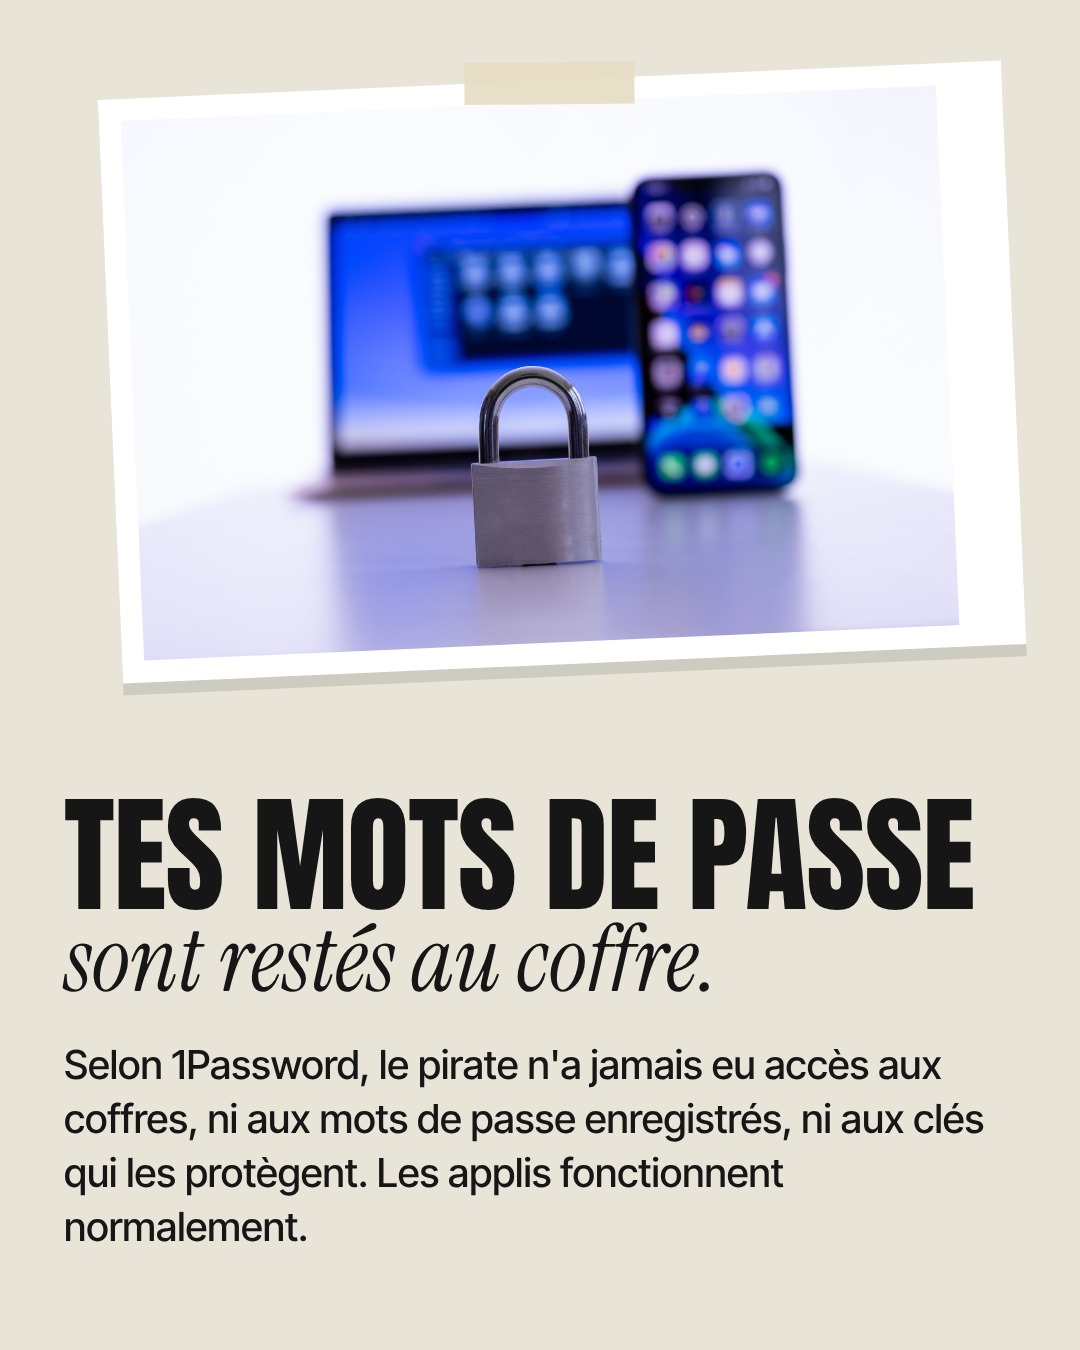 TES MOTS DE PASSE
sont restés au coffre.
Selon 1Password, le pirate n'a jamais eu accès aux
coffres, ni aux mots de passe enregistrés, ni aux clés
qui les protègent. Les applis fonctionnent
normalement.